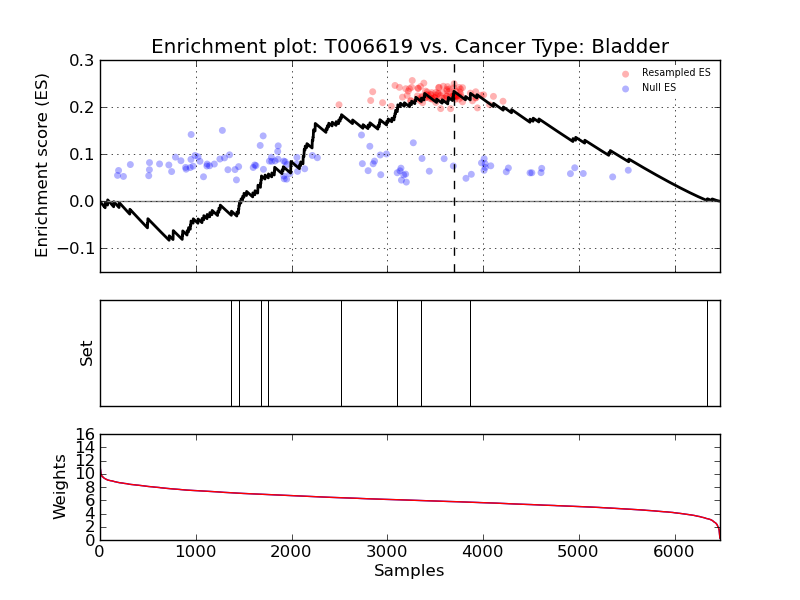 Enrichment plot: T006619 vs. Cancer Type: Bladder
Enrichment score (ES)
0.3
0.2
0.1
0.0
−0.1
Resampled ES
Null ES
Set
Weights
16
14
12
10
8
6
4
2
0
0 1000 2000 3000 4000 5000 6000
Samples